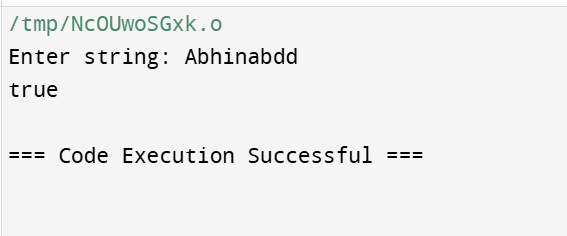 /tmp/NcOUwoSGxk.o
Enter string: Abhinabdd
true
=== Code Execution Successful ===